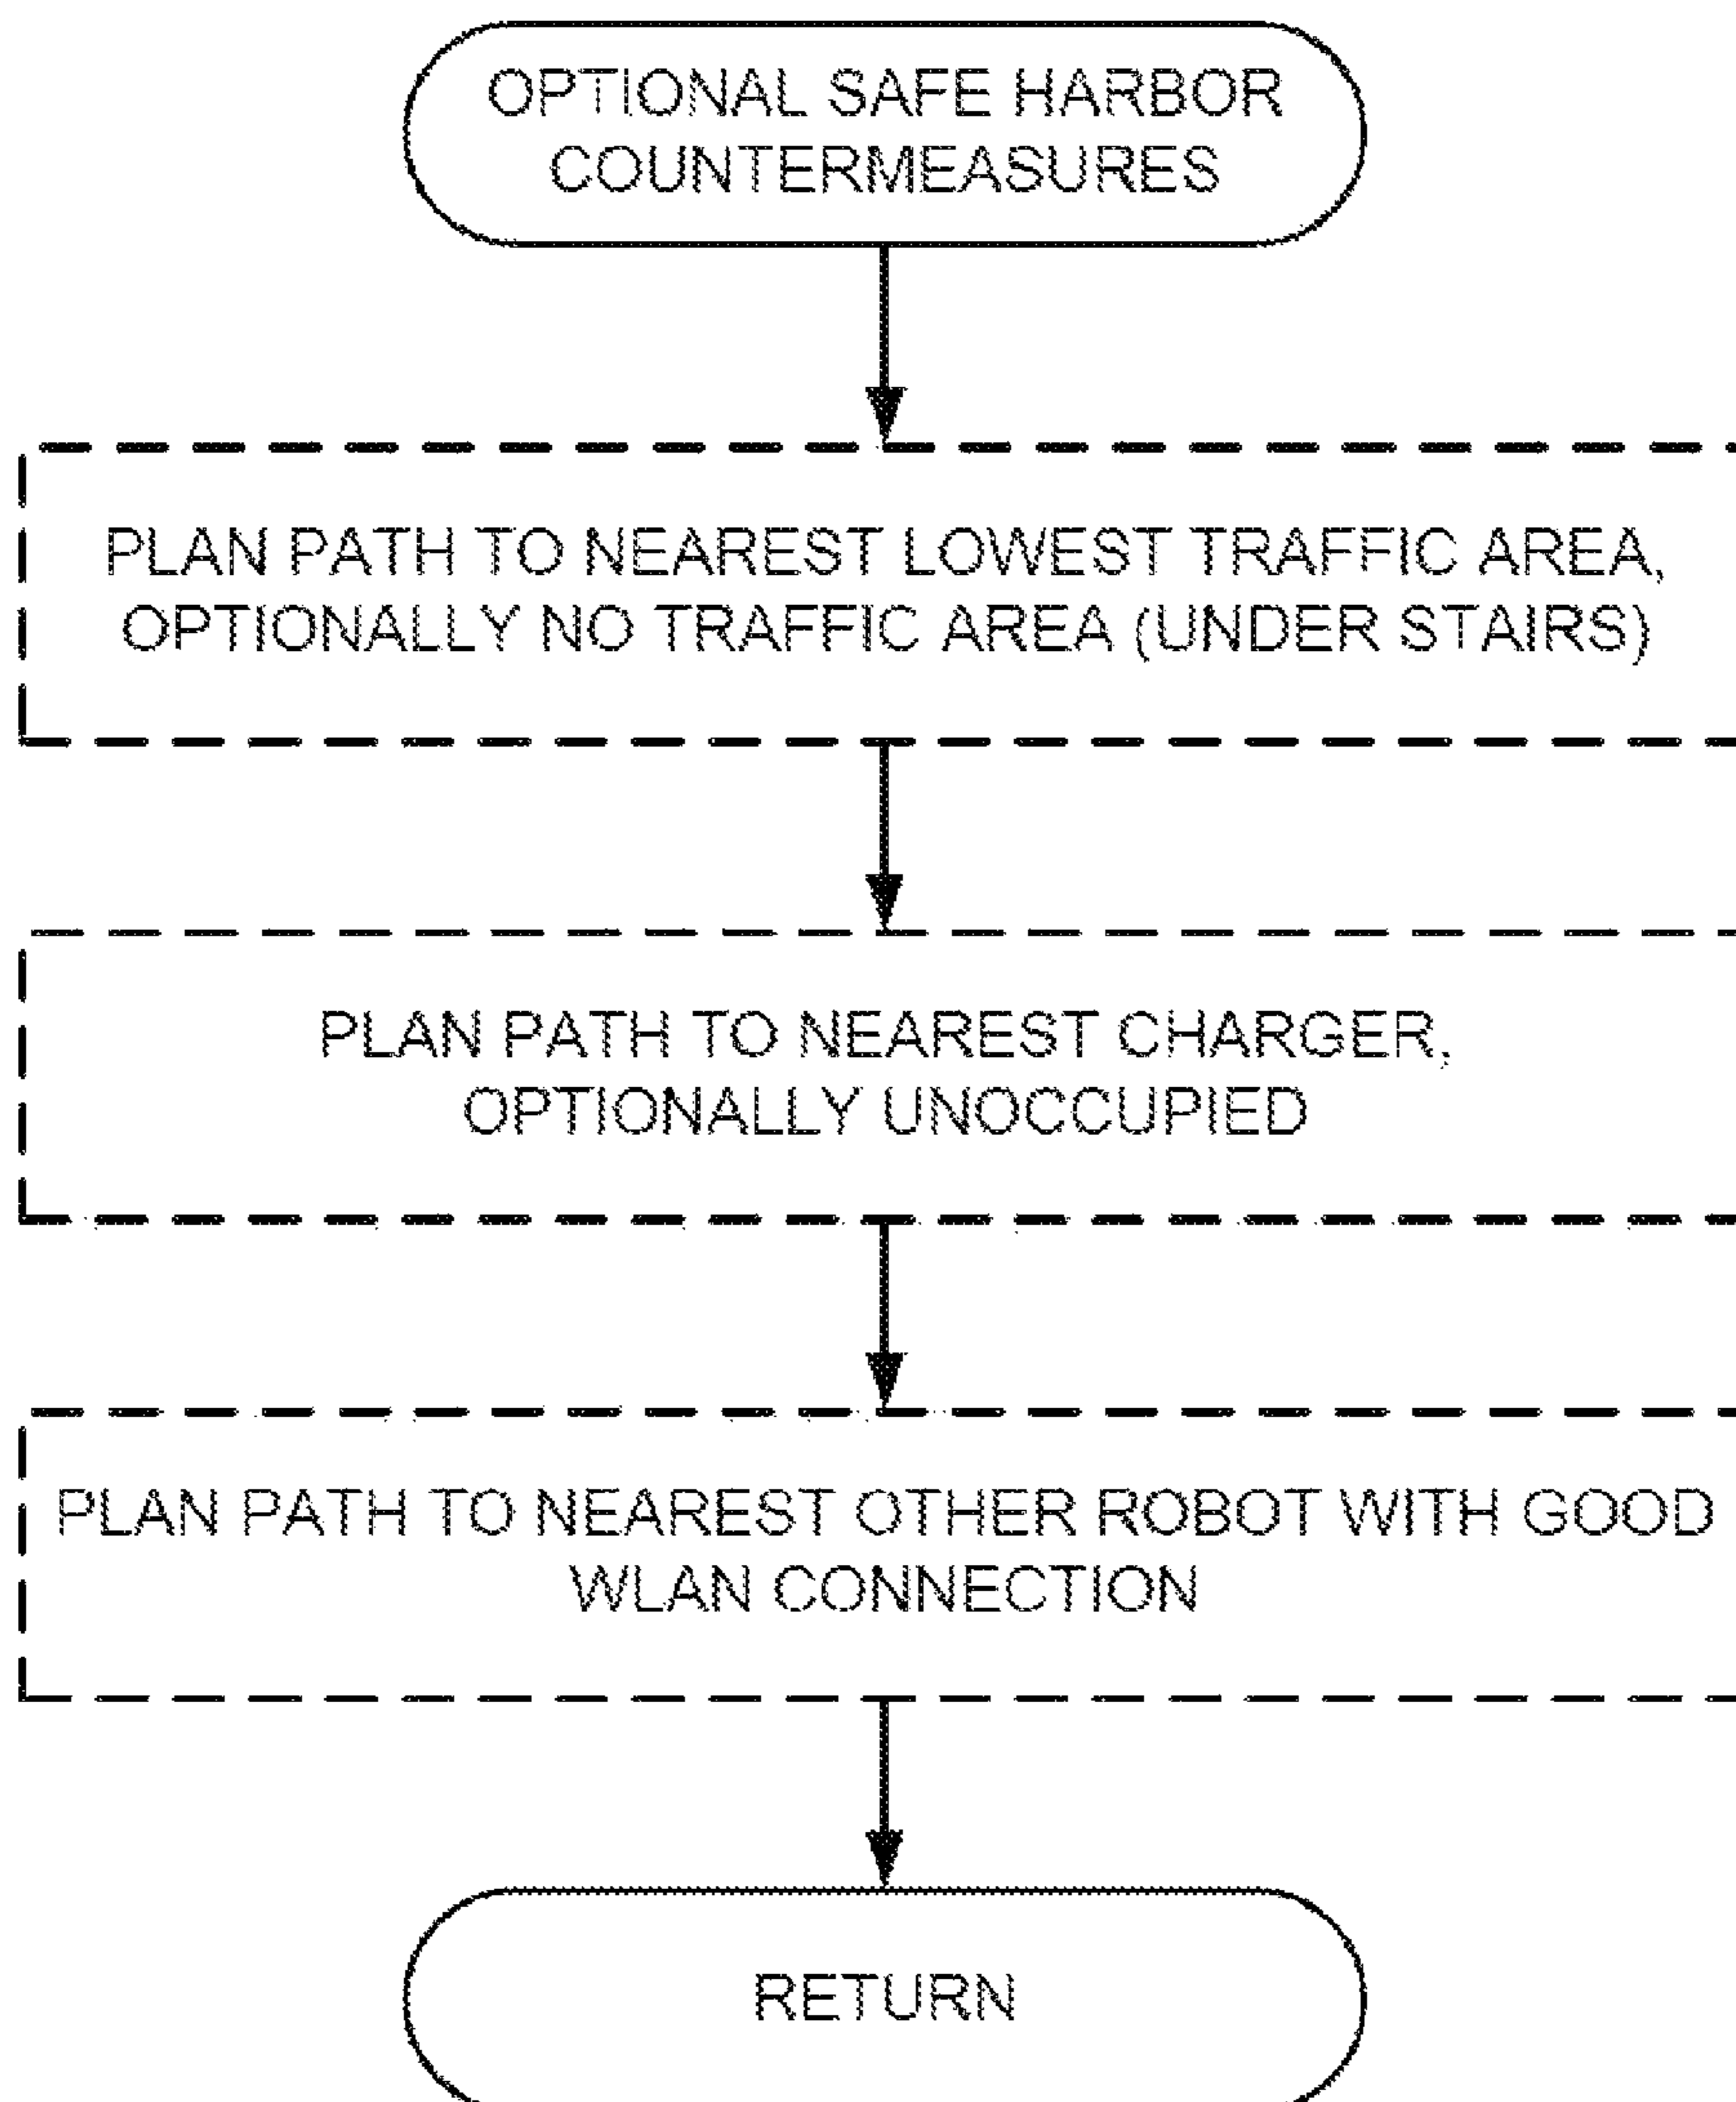 OPTIONAL SAFE HARBOR
COUNTERMEASURES
PLAN PATH TO NEAREST LOWEST TRAFFIC AREA,
OPTIONALLY NO TRAFFIC AREA (UNDER STAIRS)
PLAN PATH TO NEAREST CHARGER,
OPTIONALLY UNOCCUPIED
PLAN PATH TO NEAREST OTHER ROBOT WITH GOOD
WLAN CONNECTION
RETURN